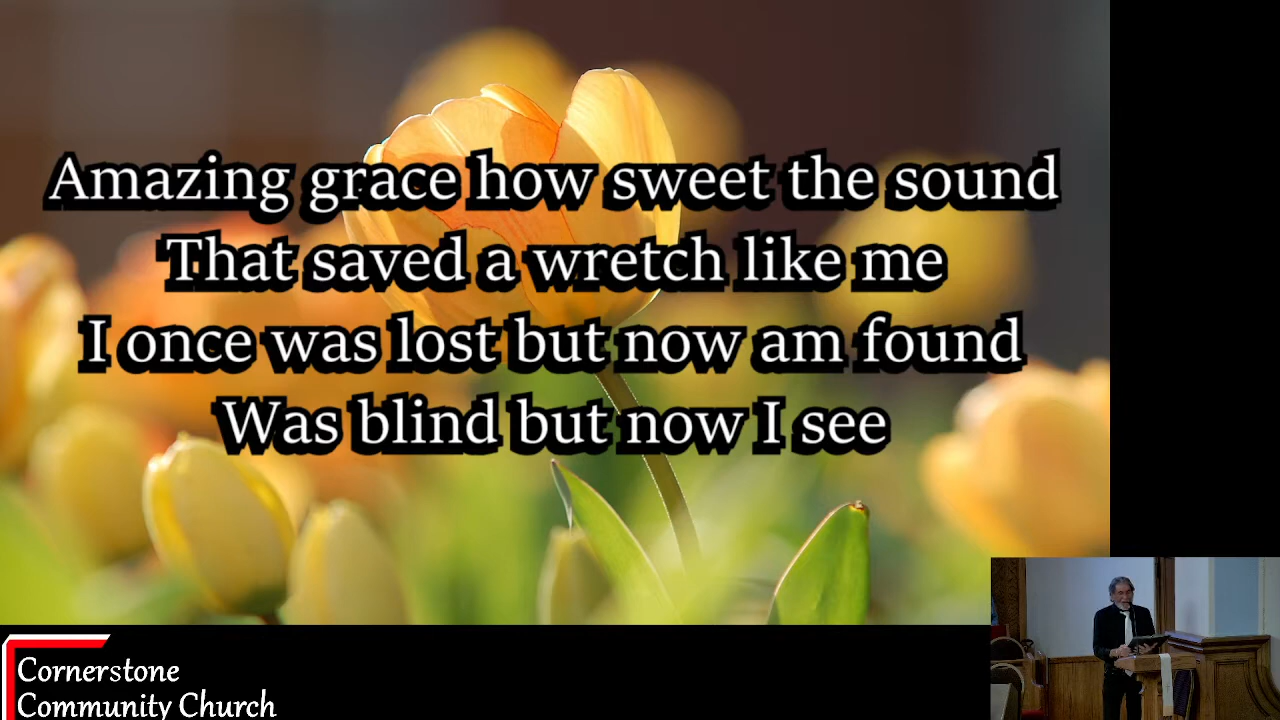 Amazing grace how sweet the sound
That saved a wretch like me
I once was lost but now am found
Was blind but now I see
Cornerstone
Community Church